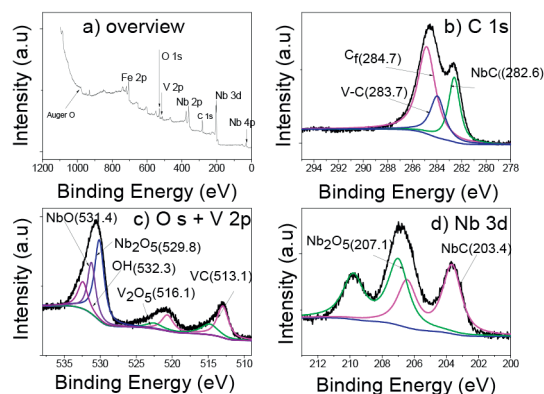 a) overview
O 1s
Fe 2p
V 2p
Nb 3d
Nb 2p
C 1s
Nb 4p
Auger O
Intensity (a.u)
1200 1000 800 600 400 200 0
Binding Energy (eV)
b) C 1s
Cf(284.7)
NbC((282.6)
V-C(283.7)
Intensity (a.u)
294 292 290 288 286 284 282 280 278
Binding Energy (eV)
c) O s + V 2p
NbO(531.4)
Nb2O5(529.8)
OH(532.3)
VC(513.1)
V2O5(516.1)
Intensity (a.u)
535 530 525 520 515 510
Binding Energy (eV)
d) Nb 3d
Nb2O5(207.1)
NbC(203.4)
Intensity (a.u)
212 210 208 206 204 202 200
Binding Energy (eV)